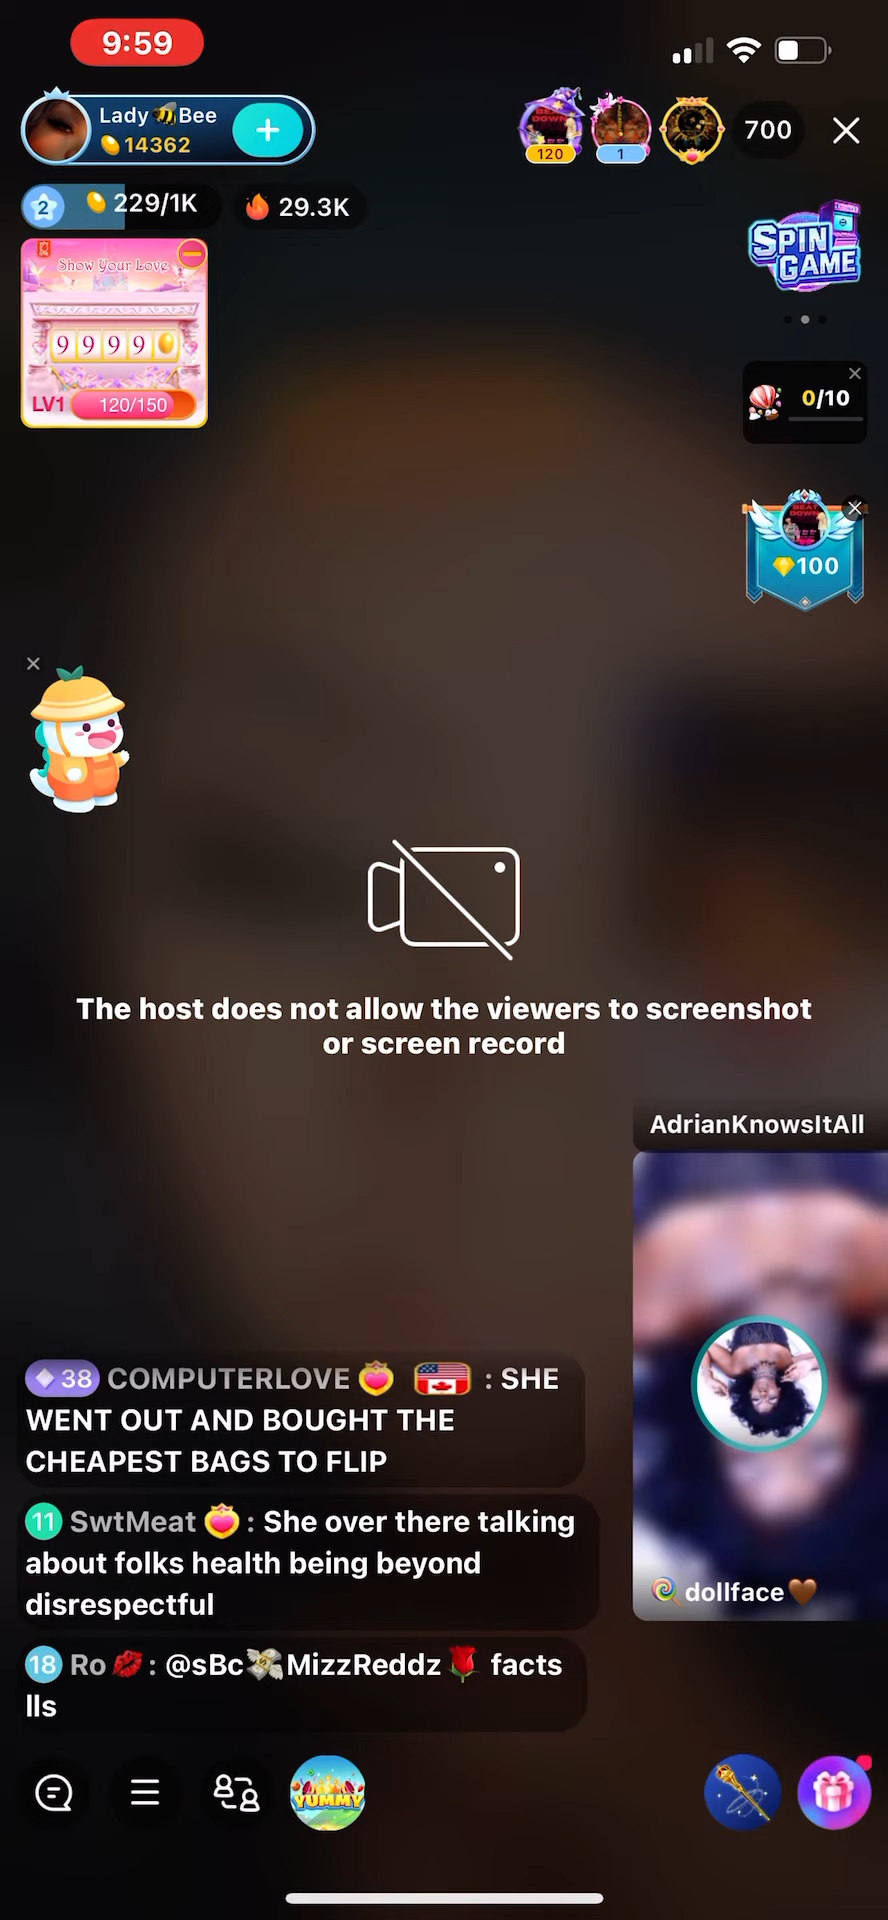 9:59
Lady🐝Bee
14362
120
1
700
2
229/1K
29.3K
SPIN
GAME
Show Your Love
9 9 9 9
LV1
120/150
0/10
BEAT
DOWN
100
The host does not allow the viewers to screenshot
or screen record
AdrianKnowsItAll
38 COMPUTERLOVE : SHE
WENT OUT AND BOUGHT THE
CHEAPEST BAGS TO FLIP
11 SwtMeat : She over there talking
about folks health being beyond
disrespectful
🍭 dollface🤎
18 Ro💋 : @sBc💸MizzReddz🌹 facts
lls
YUMMY